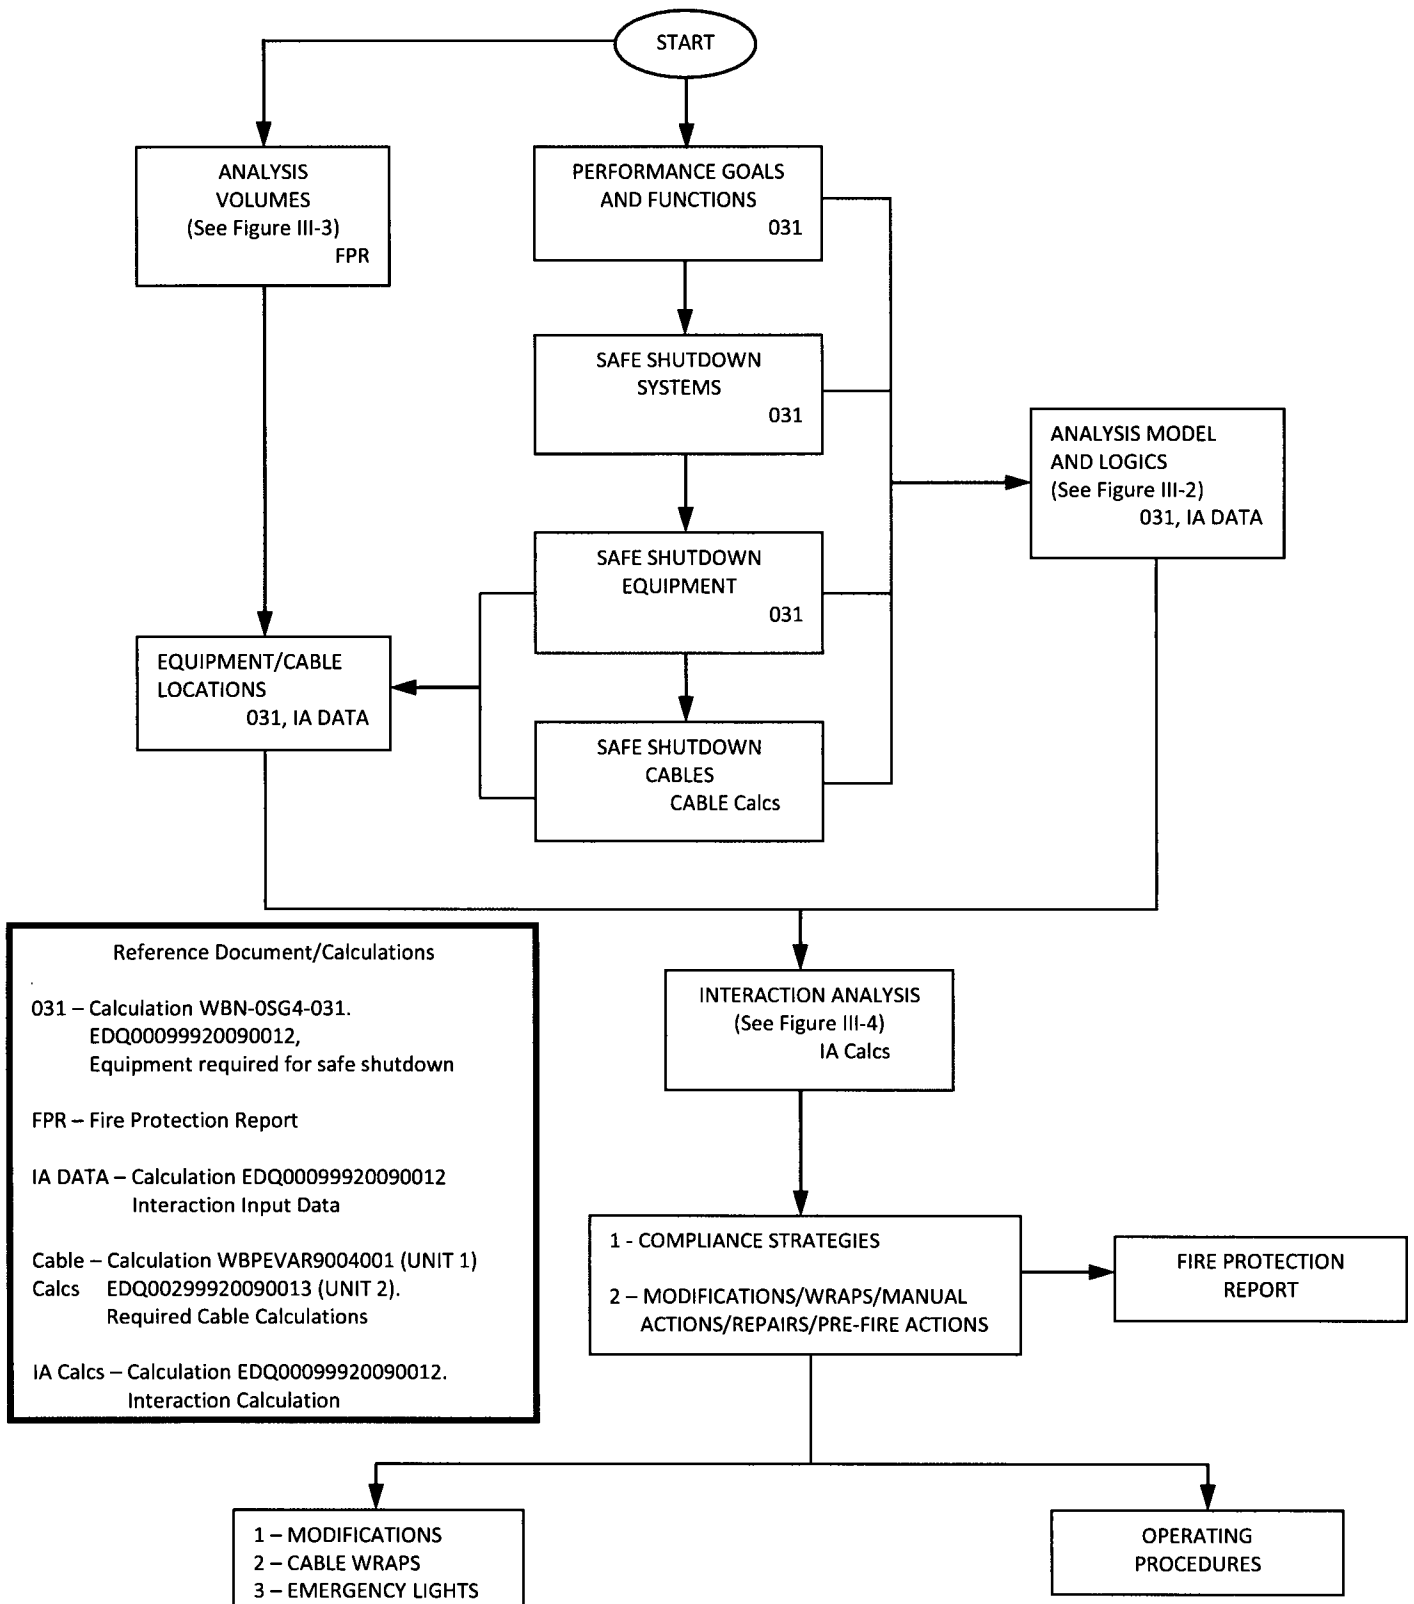 START
ANALYSIS
VOLUMES
(See Figure III-3)
FPR
PERFORMANCE GOALS
AND FUNCTIONS
031
SAFE SHUTDOWN
SYSTEMS
031
ANALYSIS MODEL
AND LOGICS
(See Figure III-2)
031, IA DATA
SAFE SHUTDOWN
EQUIPMENT
031
EQUIPMENT/CABLE
LOCATIONS
031, IA DATA
SAFE SHUTDOWN
CABLES
CABLE Calcs
Reference Document/Calculations
031 – Calculation WBN-0SG4-031.
EDQ00099920090012,
Equipment required for safe shutdown
FPR – Fire Protection Report
IA DATA – Calculation EDQ00099920090012
Interaction Input Data
Cable – Calculation WBPEVAR9004001 (UNIT 1)
Calcs EDQ00299920090013 (UNIT 2).
Required Cable Calculations
IA Calcs – Calculation EDQ00099920090012.
Interaction Calculation
INTERACTION ANALYSIS
(See Figure III-4)
IA Calcs
1 - COMPLIANCE STRATEGIES
2 – MODIFICATIONS/WRAPS/MANUAL
ACTIONS/REPAIRS/PRE-FIRE ACTIONS
FIRE PROTECTION
REPORT
1 – MODIFICATIONS
2 – CABLE WRAPS
3 – EMERGENCY LIGHTS
OPERATING
PROCEDURES